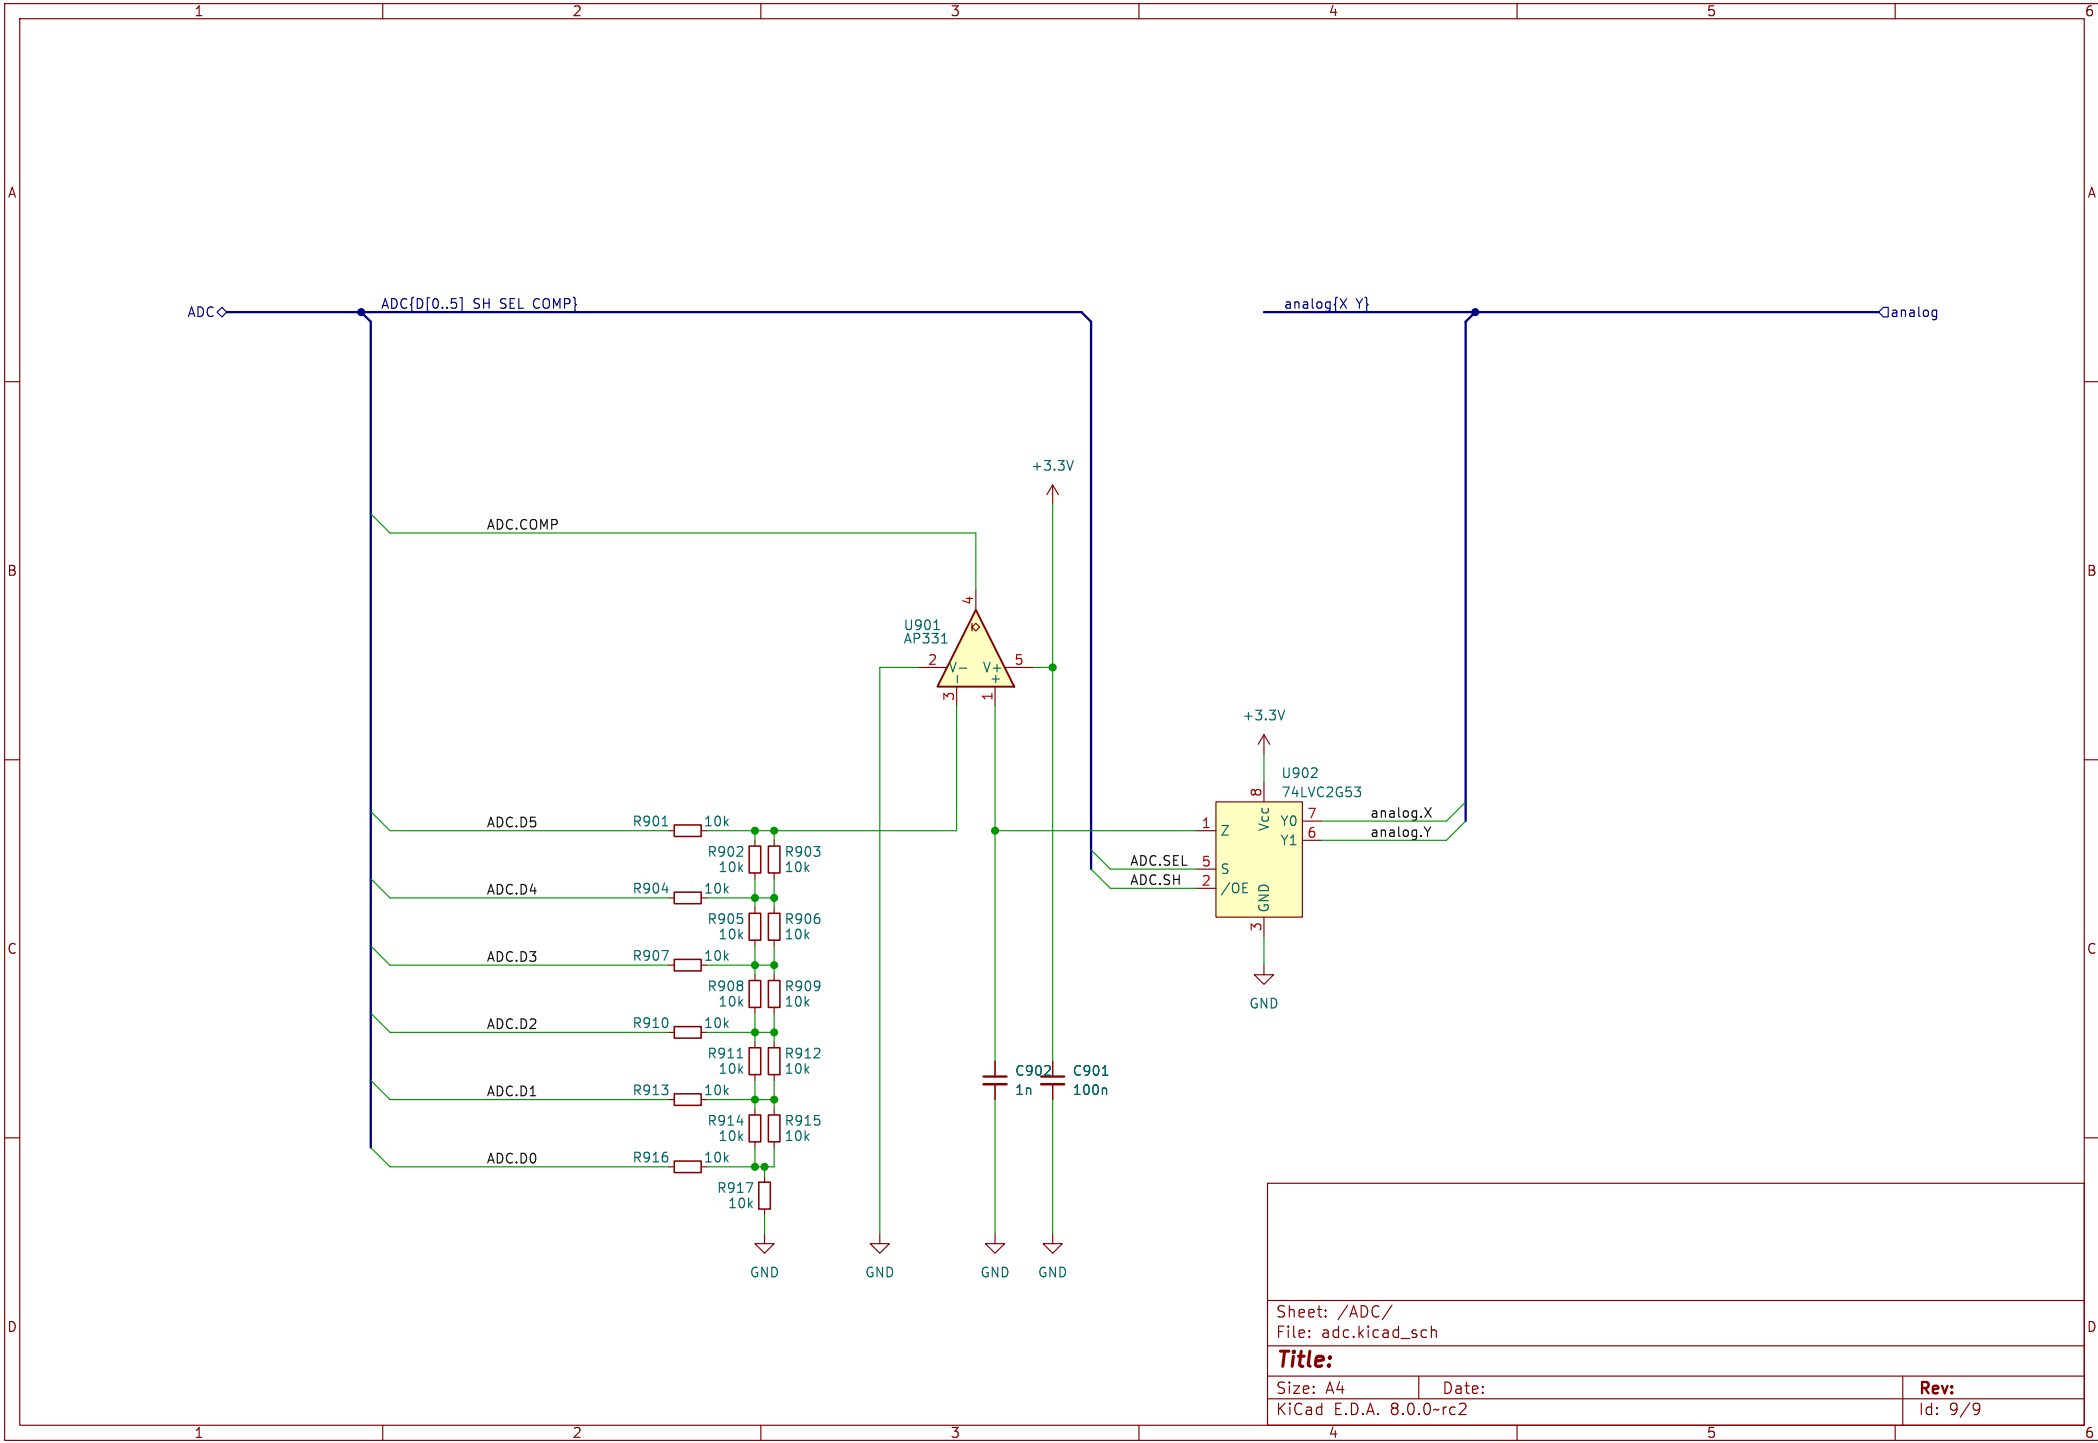 1 2 3 4 5 6
A A
ADC{D[0..5] SH SEL COMP} analog{X Y}
ADC analog
+3.3V
ADC.COMP
B B
4
U901
AP331
2 V- V+ 5
- +
3 1
+3.3V
U902
74LVC2G53
8
Vcc
ADC.D5 R901 10k
1 Z Y0 7 analog.X
Y1 6 analog.Y
R902 R903
10k 10k
ADC.SEL 5 S
ADC.SH 2 /OE
GND
3
ADC.D4 R904 10k
R905 R906
10k 10k
C C
ADC.D3 R907 10k
R908 R909
10k 10k
GND
ADC.D2 R910 10k
R911 R912
10k 10k
C902 C901
1n 100n
ADC.D1 R913 10k
R914 R915
10k 10k
ADC.D0 R916 10k
R917
10k
GND GND GND GND
Sheet: /ADC/
D D
File: adc.kicad_sch
Title:
Size: A4 Date: Rev:
KiCad E.D.A. 8.0.0~rc2 Id: 9/9
1 2 3 4 5 6